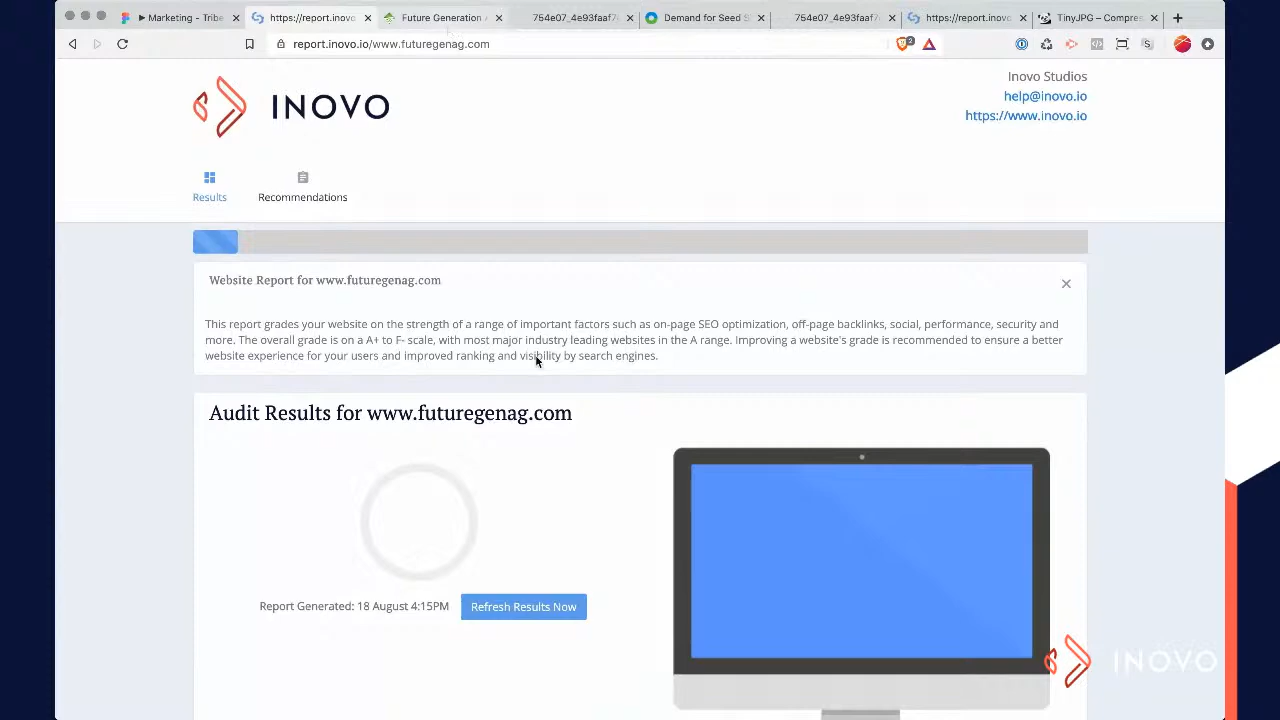 Marketing - Tribe
https://report.inovo
Future Generation A
754e07_4e93faaf7
Demand for Seed S
754e07_4e93faaf7
https://report.inovo
TinyJPG – Compres
report.inovo.io/www.futuregenag.com
2
INOVO
Inovo Studios
help@inovo.io
https://www.inovo.io
Results
Recommendations
Website Report for www.futuregenag.com
This report grades your website on the strength of a range of important factors such as on-page SEO optimization, off-page backlinks, social, performance, security and
more. The overall grade is on a A+ to F- scale, with most major industry leading websites in the A range. Improving a website's grade is recommended to ensure a better
website experience for your users and improved ranking and visibility by search engines.
Audit Results for www.futuregenag.com
Report Generated: 18 August 4:15PM
Refresh Results Now
INOVO